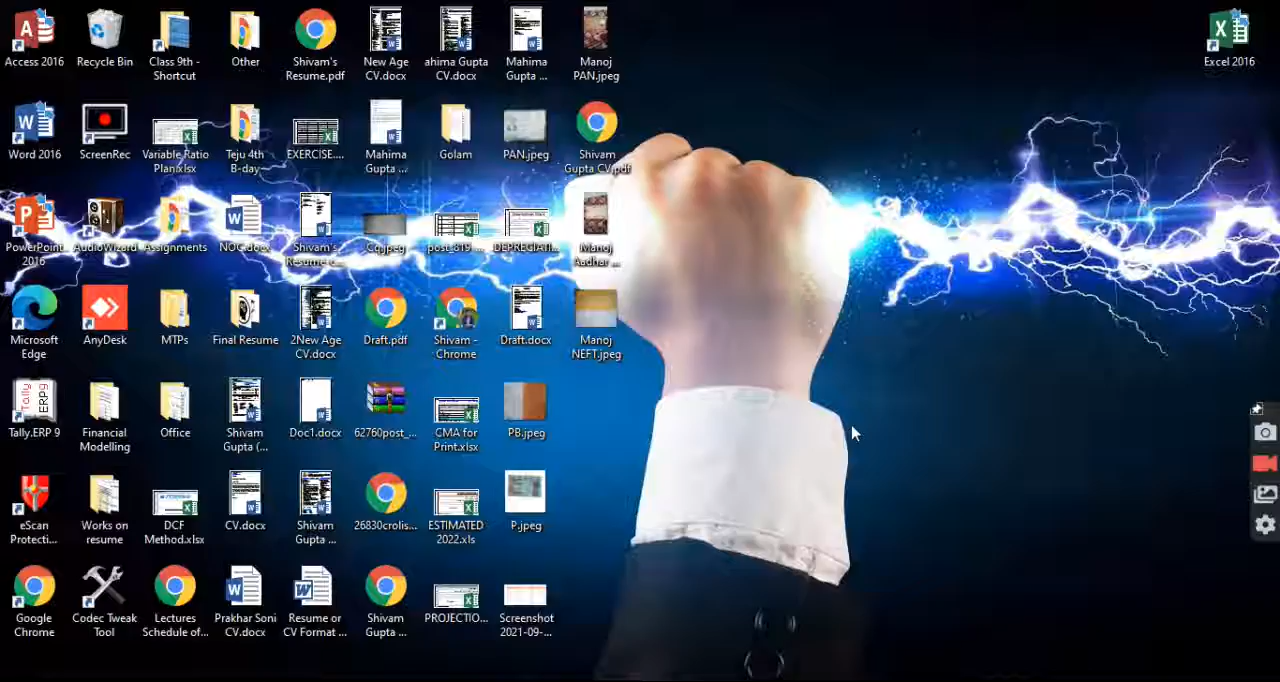 Access 2016
Recycle Bin
Class 9th -
Shortcut
Other
Shivam's
Resume.pdf
New Age
CV.docx
ahima Gupta
CV.docx
Mahima
Gupta ...
Manoj
PAN.jpeg
Excel 2016
Word 2016
ScreenRec
Variable Ratio
Plan.xlsx
Teju 4th
B-day
EXERCISE....
Mahima
Gupta ...
Golam
PAN.jpeg
Shivam
Gupta CV.pdf
PowerPoint
2016
AudioWizard
Assignments
NOC.docx
Shivam's
Resume-c...
Cq.jpeg
post_819...
DEPRECIATI...
Manoj
Aadhar ...
Microsoft
Edge
AnyDesk
MTPs
Final Resume
2New Age
CV.docx
Draft.pdf
Shivam -
Chrome
Draft.docx
Manoj
NEFT.jpeg
Tally.ERP 9
Financial
Modelling
Office
Shivam
Gupta (...
Doc1.docx
62760post_...
CMA for
Print.xlsx
PB.jpeg
eScan
Protecti...
Works on
resume
DCF
Method.xlsx
CV.docx
Shivam
Gupta ...
26830crolis...
ESTIMATED
2022.xls
P.jpeg
Google
Chrome
Codec Tweak
Tool
Lectures
Schedule of...
Prakhar Soni
CV.docx
Resume or
CV Format ...
Shivam
Gupta ...
PROJECTIO...
Screenshot
2021-09-...